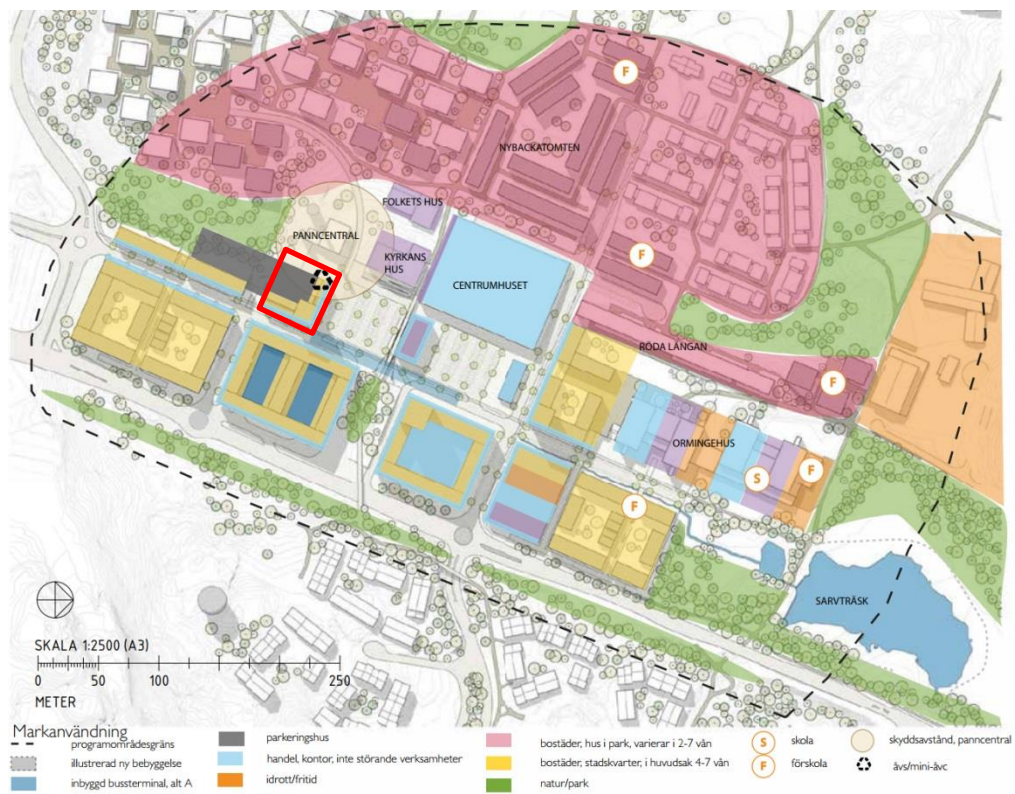 F
NYBACKATOMTEN
FOLKETS HUS
PANNCENTRAL
KYRKANS
HUS
F
CENTRUMHUSET
RÖDA LÄNGAN
F
ORMINGEHUS
F
S
F
SARVTRÄSK
SKALA 1:2500 (A3)
0 50 100 250
METER
Markanvändning
programområdesgräns
illustrerad ny bebyggelse
inbyggd bussterminal, alt A
parkeringshus
handel, kontor, inte störande verksamheter
idrott/fritid
bostäder, hus i park, varierar i 2-7 vån
bostäder, stadskvarter, i huvudsak 4-7 vån
natur/park
S skola
F förskola
skyddsavstånd, panncentral
åvs/mini-åvc